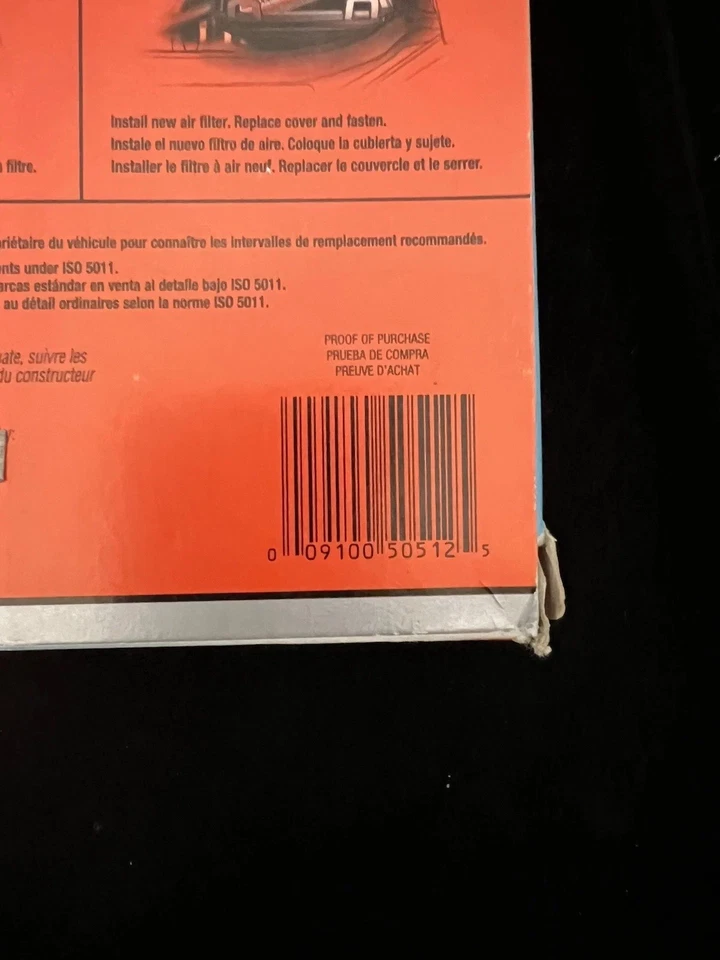 Install new air filter. Replace cover and fasten.
Instale el nuevo filtro de aire. Coloque la cubierta y sujete.
filtre.
Installer le filtre à air neuf. Replacer le couvercle et le serrer.
riétaire du véhicule pour connaître les intervalles de remplacement recommandés.
nts under ISO 5011.
arcas estándar en venta al detalle bajo ISO 5011.
au détail ordinaires selon la norme ISO 5011.
ate, suivre les
du constructeur
PROOF OF PURCHASE
PRUEBA DE COMPRA
PREUVE D'ACHAT
0 09100 50512 5